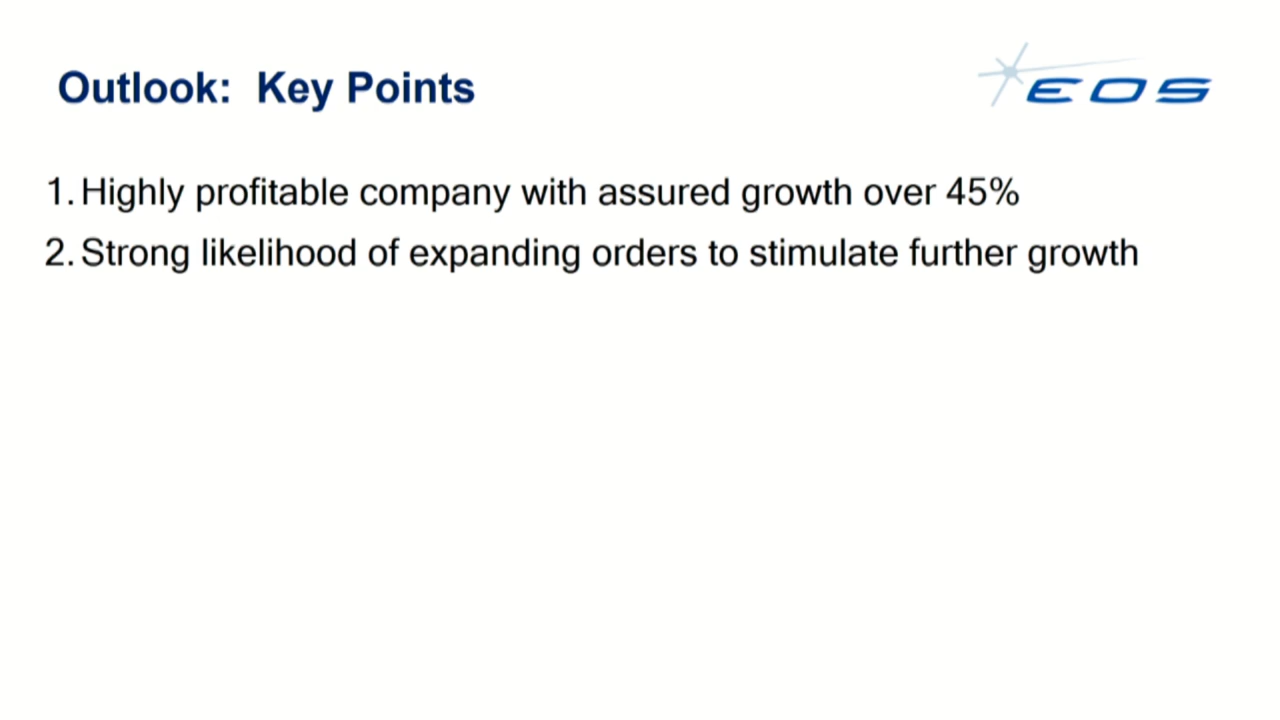 Outlook: Key Points
EOS
1. Highly profitable company with assured growth over 45%
2. Strong likelihood of expanding orders to stimulate further growth